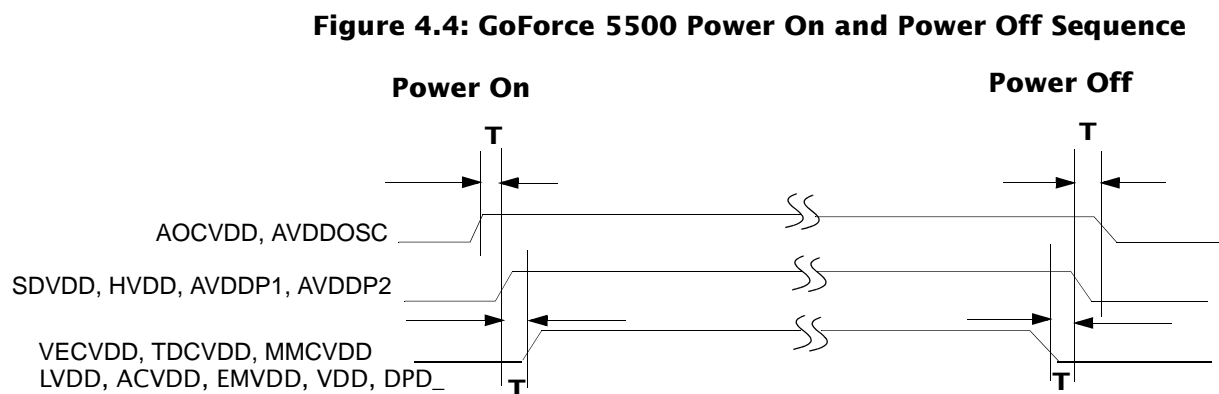 Figure 4.4: GoForce 5500 Power On and Power Off Sequence
Power On
Power Off
T
T
AOCVDD, AVDDOSC
SDVDD, HVDD, AVDDP1, AVDDP2
VECVDD, TDCVDD, MMCVDD
LVDD, ACVDD, EMVDD, VDD, DPD_
T
T